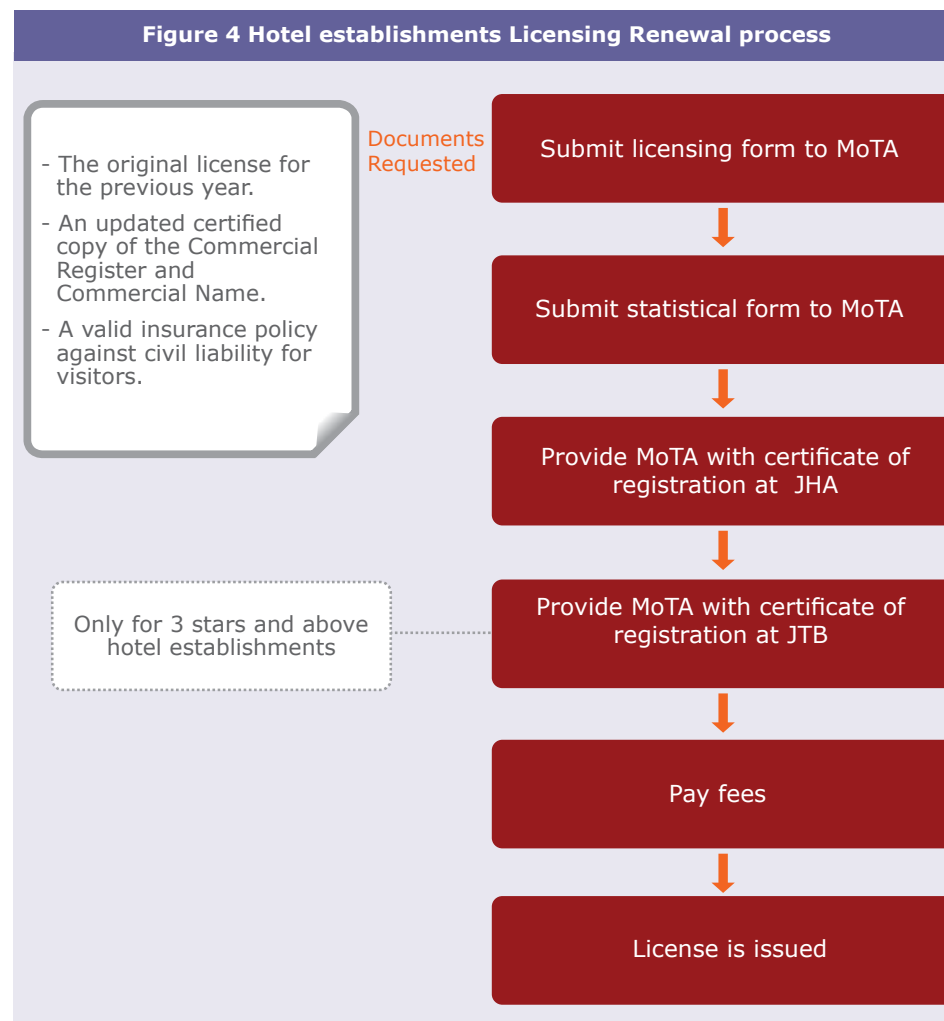 Figure 4 Hotel establishments Licensing Renewal process
- The original license for
the previous year.
- An updated certified
copy of the Commercial
Register and
Commercial Name.
- A valid insurance policy
against civil liability for
visitors.
Documents
Requested
Submit licensing form to MoTA
Submit statistical form to MoTA
Provide MoTA with certificate of
registration at JHA
Only for 3 stars and above
hotel establishments
Provide MoTA with certificate of
registration at JTB
Pay fees
License is issued